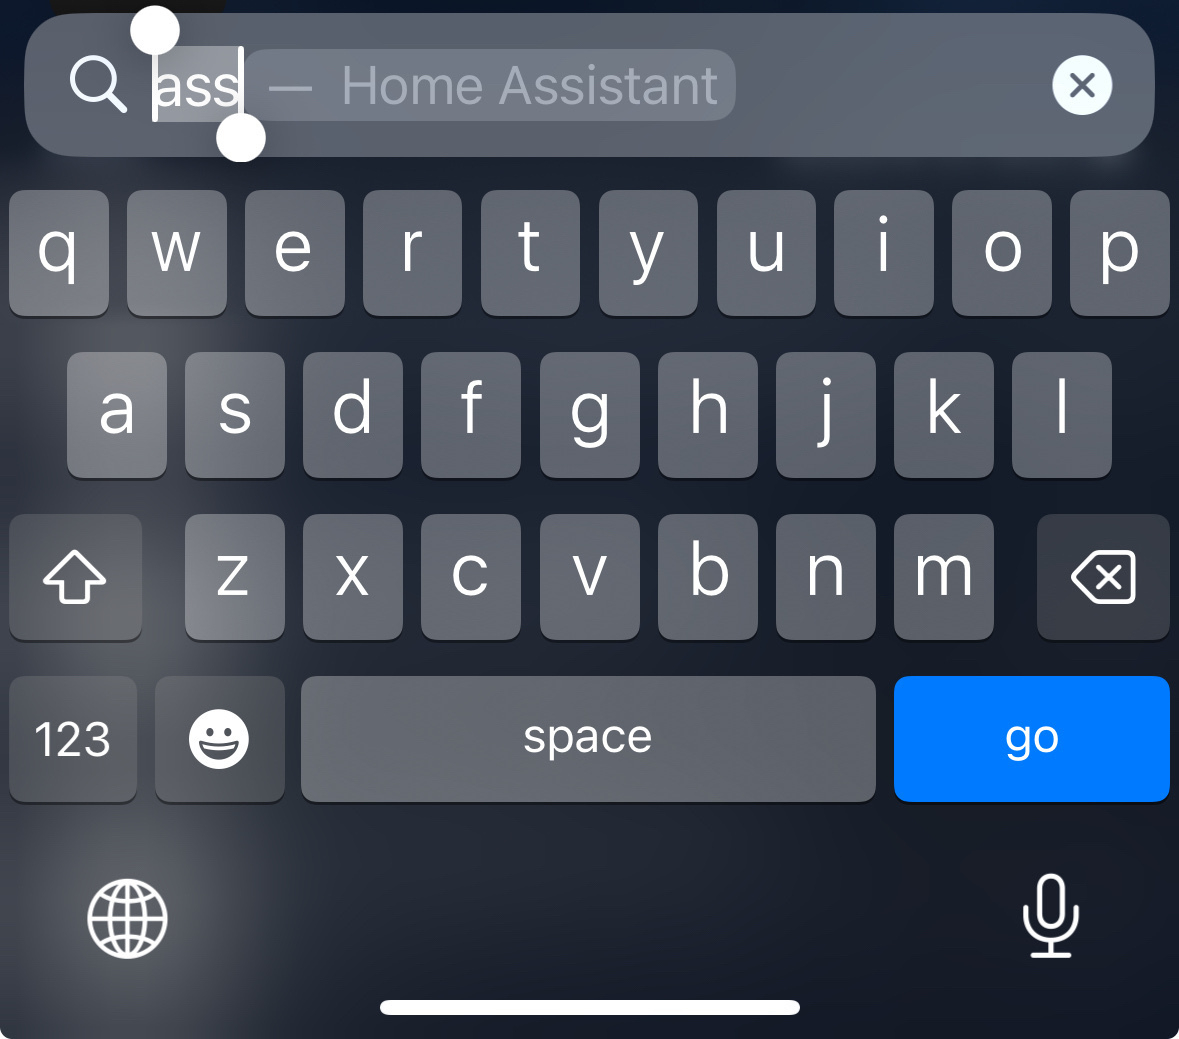 ass — Home Assistant
q w e r t y u i o p
a s d f g h j k l
z x c v b n m
123 space go